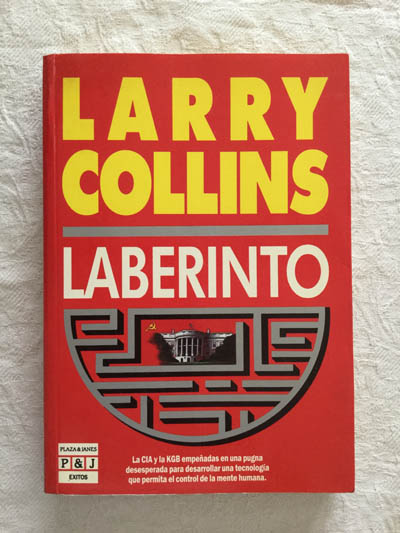 LARRY
COLLINS
LABERINTO
PLAZA & JANES
P & J
EXITOS
La CIA y la KGB empeñadas en una pugna
desesperada para desarrollar una tecnología
que permita el control de la mente humana.